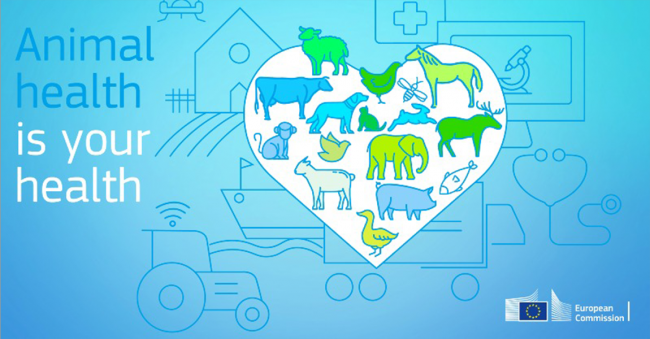 Animal
health
is your
health
European
Commission